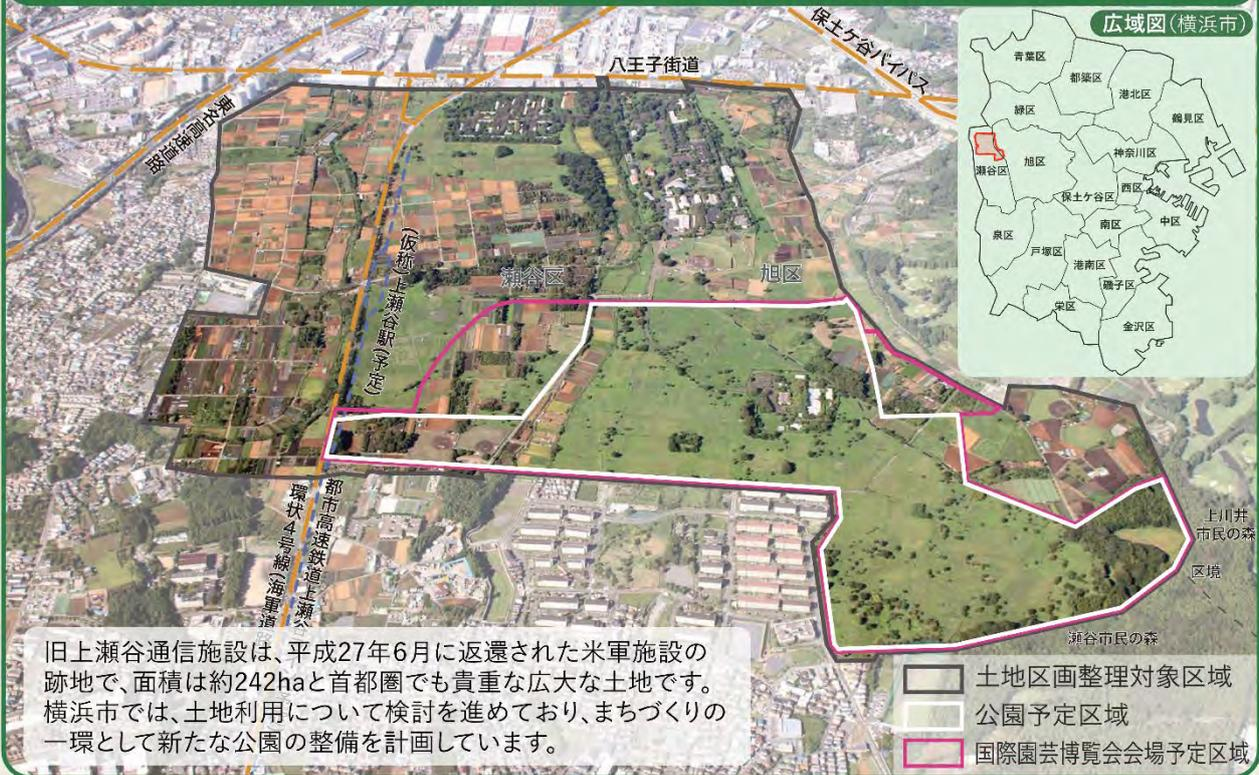 広域図(横浜市)
保土ケ谷バイパス
八王子街道
東名高速道路
青葉区
都築区
港北区
緑区
鶴見区
瀬谷区
旭区
神奈川区
保土ケ谷区
西区
泉区
南区
中区
戸塚区
港南区
磯子区
栄区
金沢区
(仮称)上瀬谷駅(予定)
瀬谷区
旭区
都市高速鉄道上瀬谷
環状4号線(海軍道
上川井
市民の森
区境
瀬谷市民の森
旧上瀬谷通信施設は、平成27年6月に返還された米軍施設の
跡地で、面積は約242haと首都圏でも貴重な広大な土地です。
横浜市では、土地利用について検討を進めており、まちづくりの
一環として新たな公園の整備を計画しています。
土地区画整理対象区域
公園予定区域
国際園芸博覧会会場予定区域